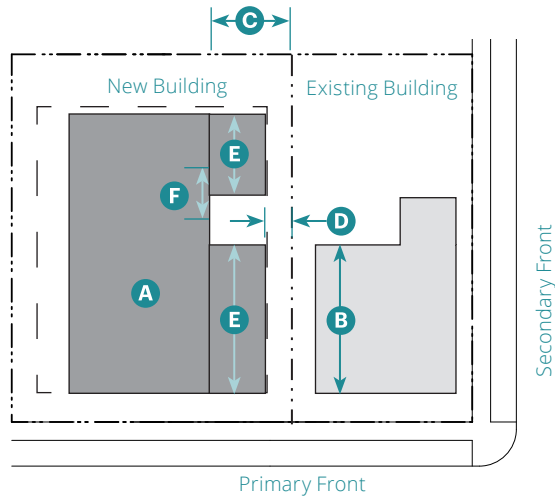 C
New Building
Existing Building
E
F
D
A
E
B
Secondary Front
Primary Front